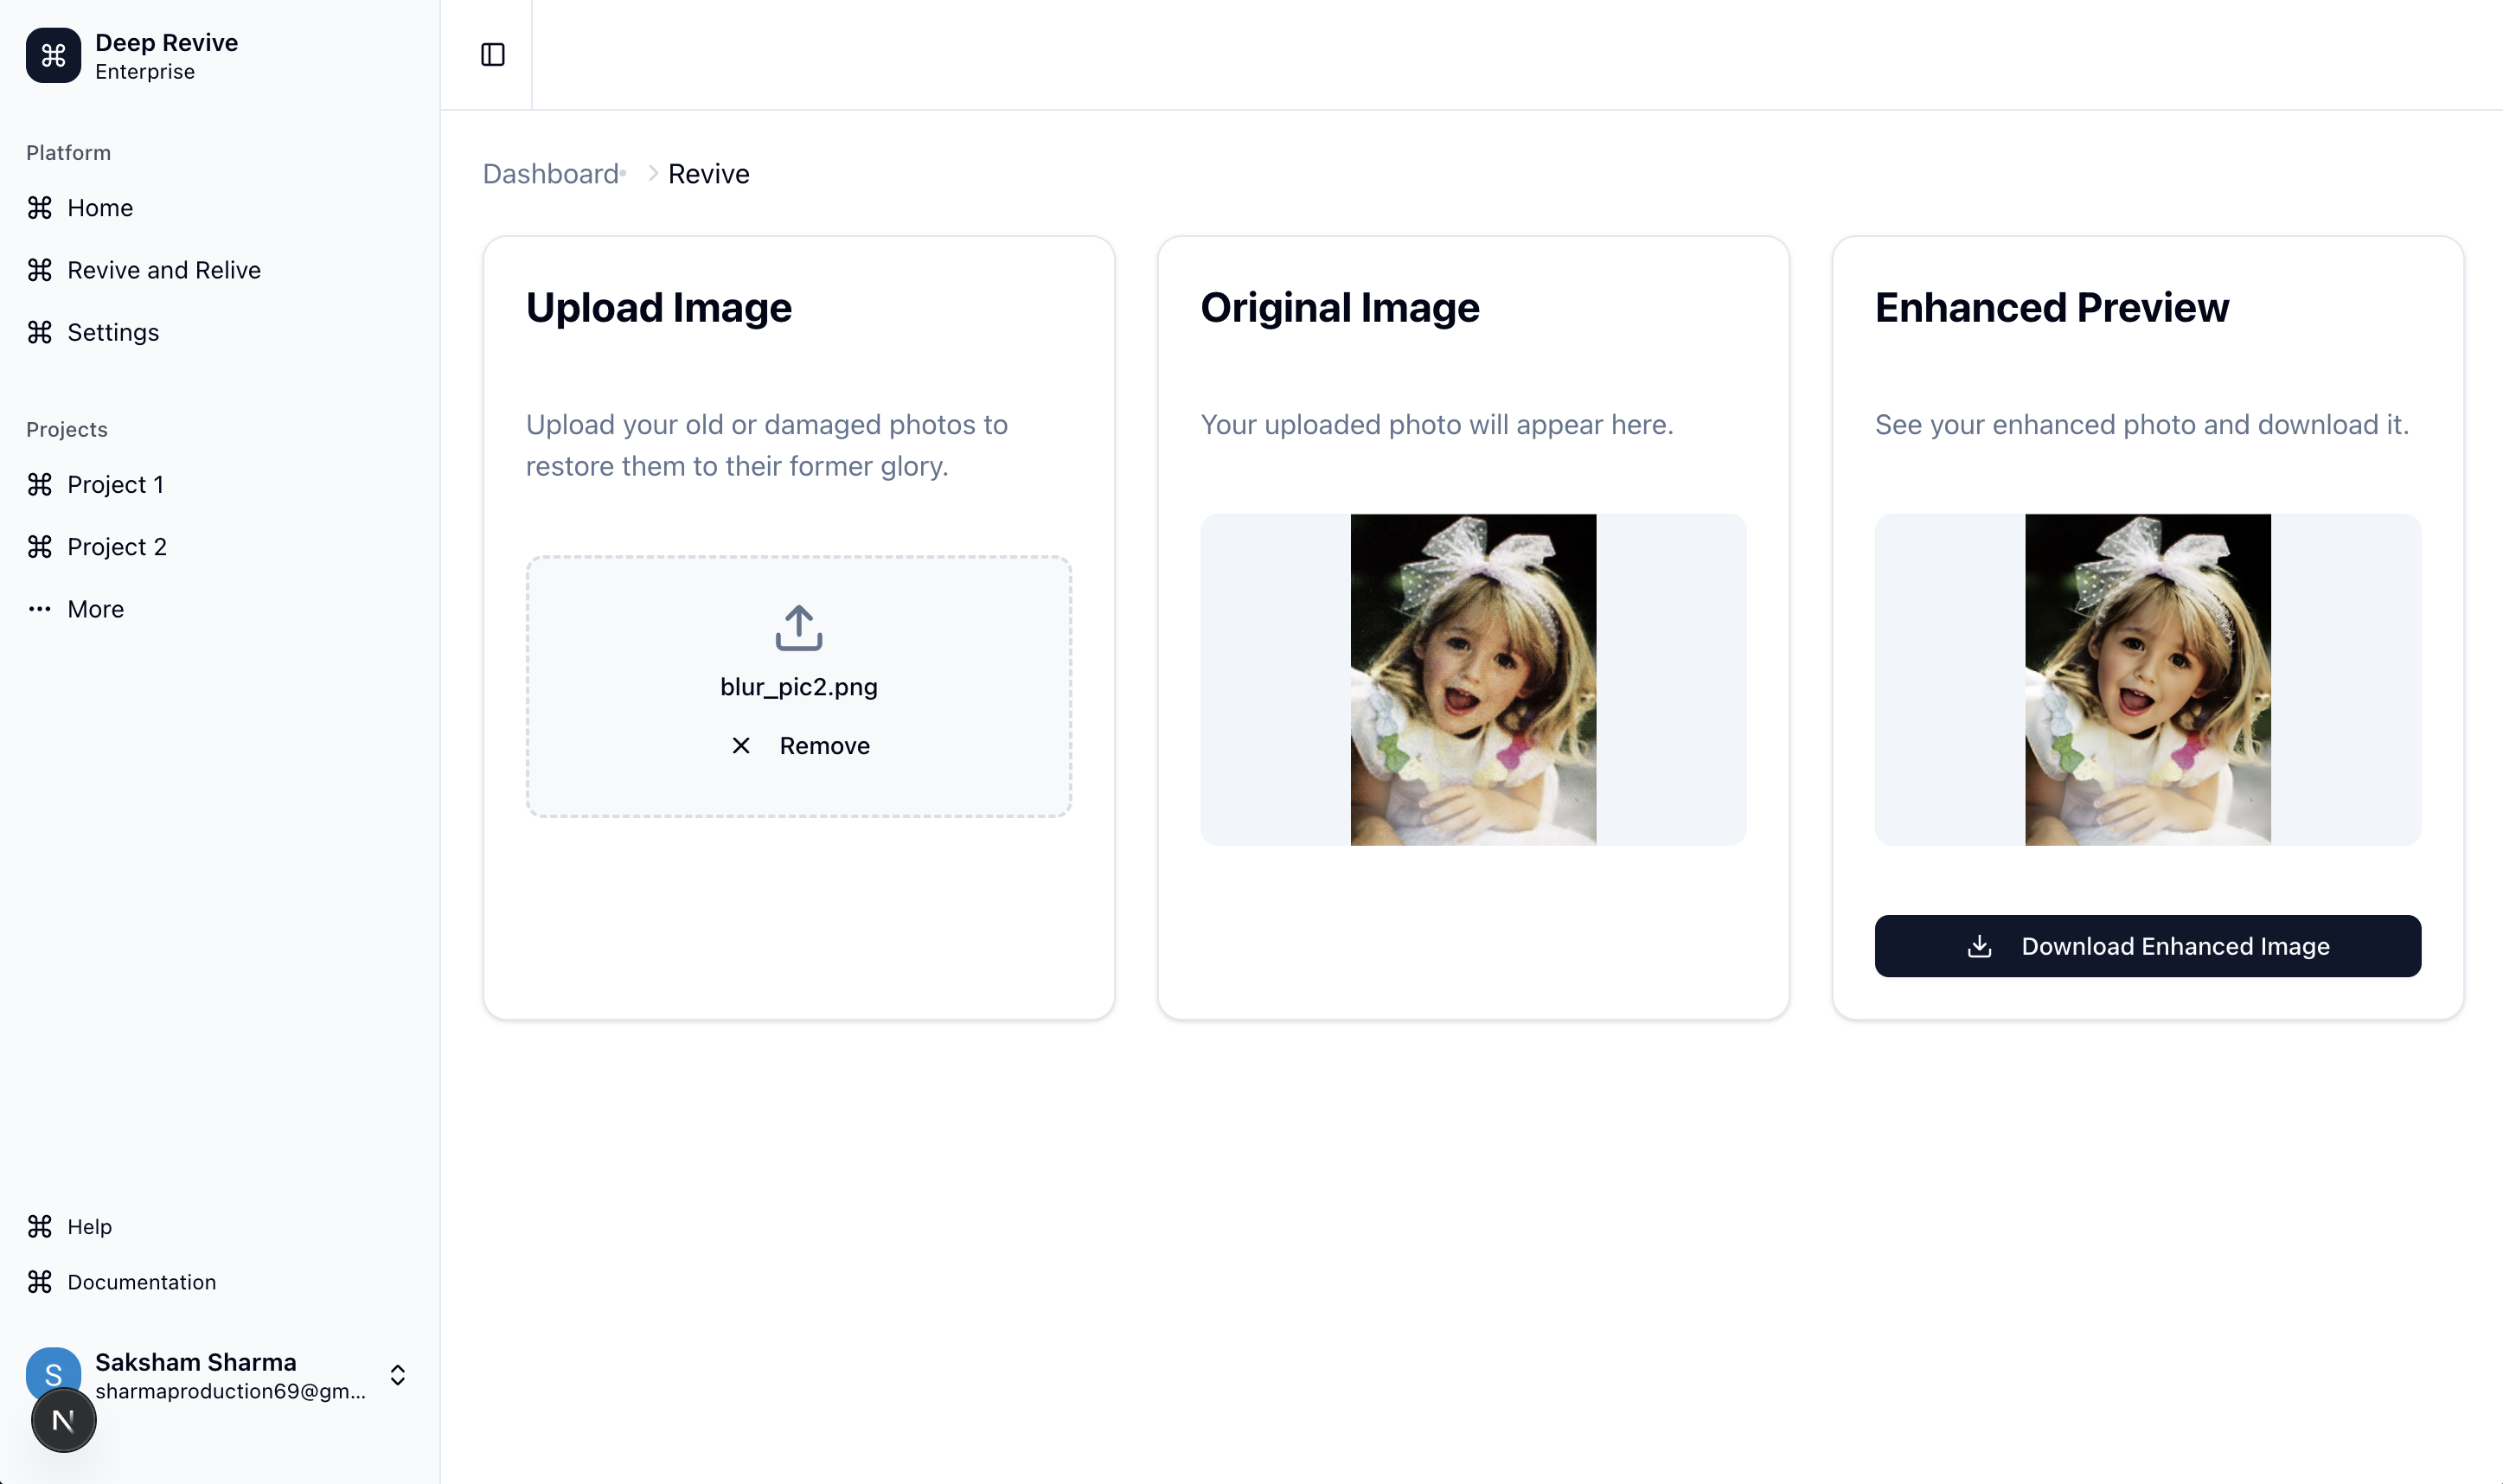 Deep Revive
Enterprise
Platform
Home
Revive and Relive
Settings
Projects
Project 1
Project 2
More
Help
Documentation
S
Saksham Sharma
sharmaproduction69@gm...
N
Dashboard
Revive
Upload Image
Upload your old or damaged photos to
restore them to their former glory.
blur_pic2.png
Remove
Original Image
Your uploaded photo will appear here.
Enhanced Preview
See your enhanced photo and download it.
Download Enhanced Image